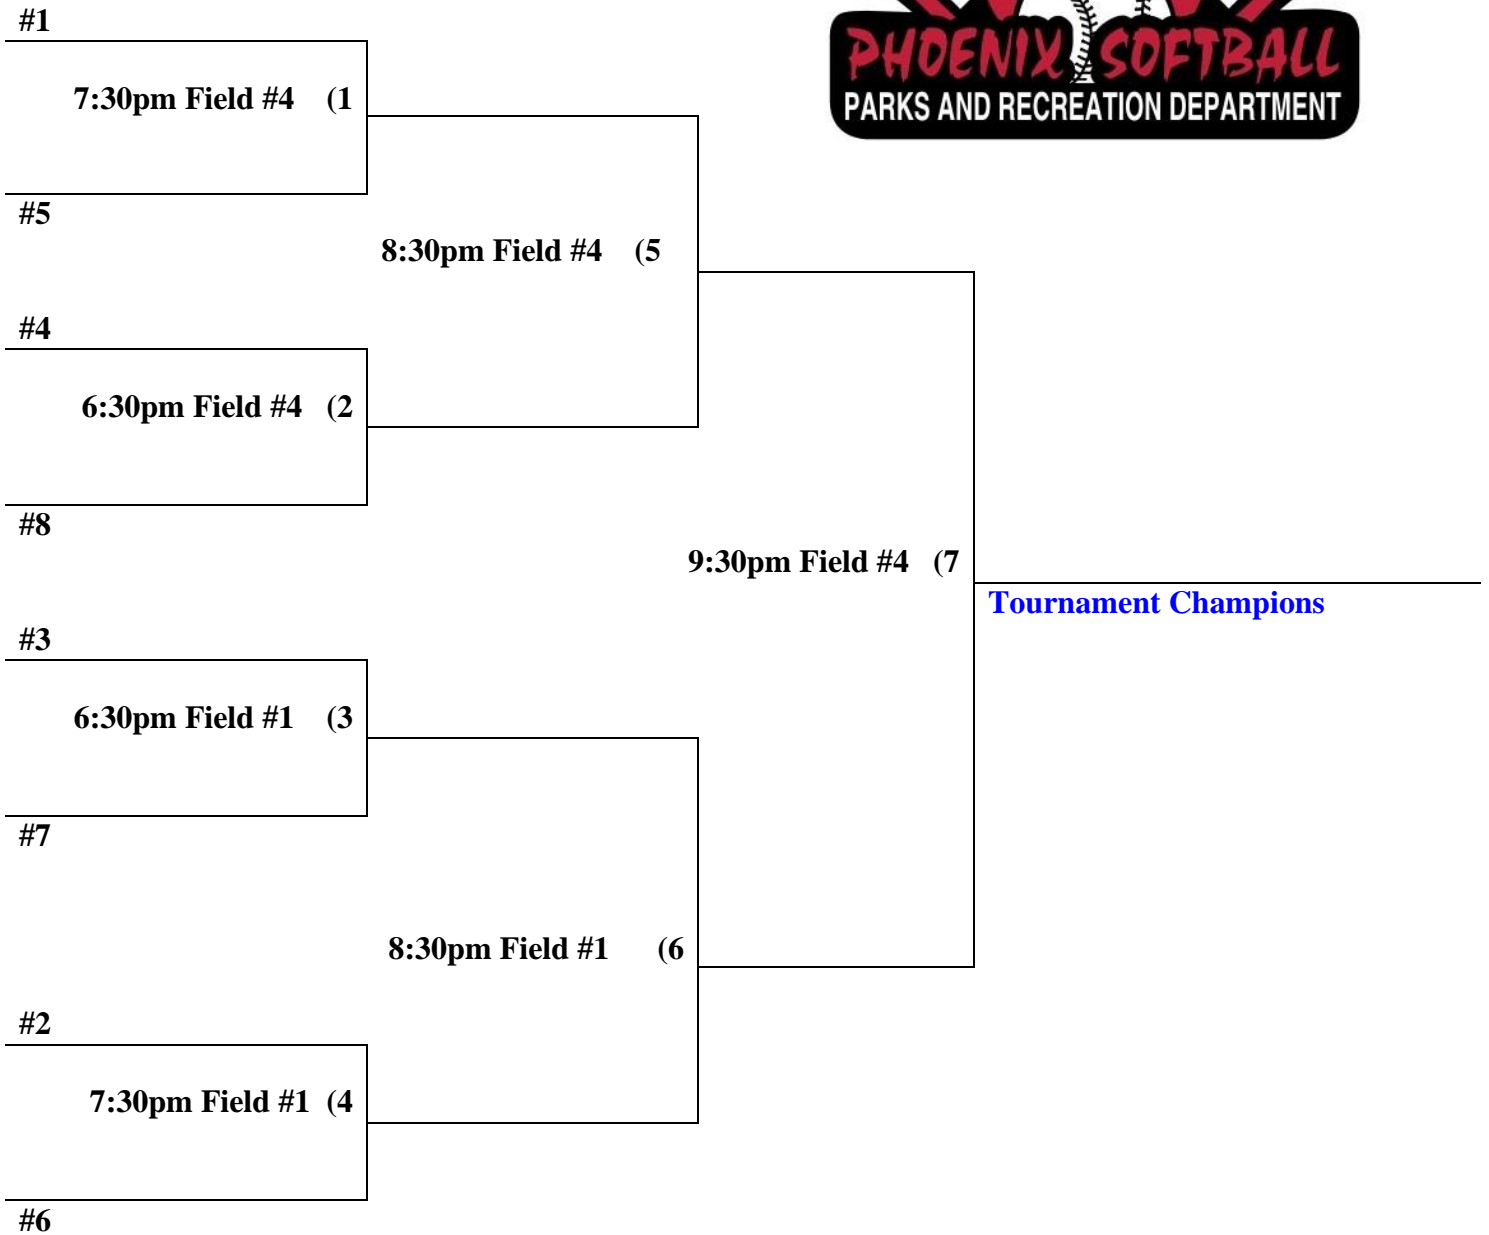 #1
PHOENIX SOFTBALL
7:30pm Field #4 (1
PARKS AND RECREATION DEPARTMENT
#5
8:30pm Field #4 (5
#4
6:30pm Field #4 (2
#8
9:30pm Field #4 (7
Tournament Champions
#3
6:30pm Field #1 (3
#7
8:30pm Field #1 (6
#2
7:30pm Field #1 (4
#6